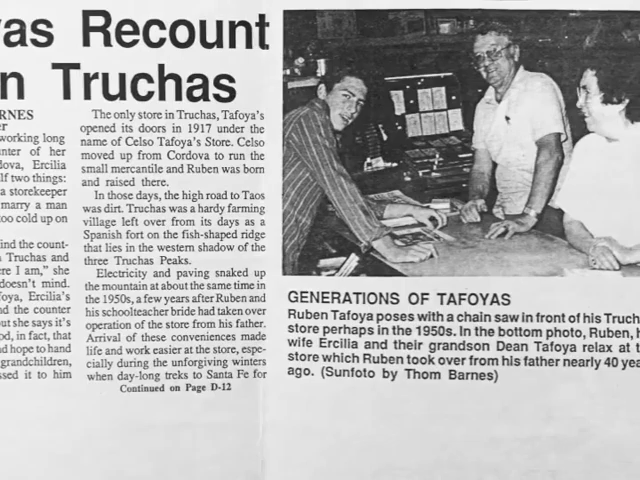 as Recount
n Truchas
ARNES
er
working long
nter of her
dova, Ercilia
lf two things:
a storekeeper
marry a man
too cold up on
ind the count-
n Truchas and
re I am," she
doesn't mind.
foya, Ercilia's
nd the counter
but she says it's
od, in fact, that
nd hope to hand
grandchildren,
ssed it to him
The only store in Truchas, Tafoya's
opened its doors in 1917 under the
name of Celso Tafoya's Store. Celso
moved up from Cordova to run the
small mercantile and Ruben was born
and raised there.
In those days, the high road to Taos
was dirt. Truchas was a hardy farming
village left over from its days as a
Spanish fort on the fish-shaped ridge
that lies in the western shadow of the
three Truchas Peaks.
Electricity and paving snaked up
the mountain at about the same time in
the 1950s, a few years after Ruben and
his schoolteacher bride had taken over
operation of the store from his father.
Arrival of these conveniences made
life and work easier at the store, espe-
cially during the unforgiving winters
when day-long treks to Santa Fe for
Continued on Page D-12
GENERATIONS OF TAFOYAS
Ruben Tafoya poses with a chain saw in front of his Truch
store perhaps in the 1950s. In the bottom photo, Ruben, h
wife Ercilia and their grandson Dean Tafoya relax at t
store which Ruben took over from his father nearly 40 yea
ago. (Sunfoto by Thom Barnes)